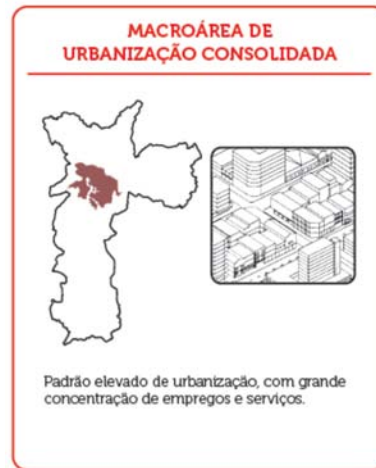 MACROÁREA DE
URBANIZAÇÃO CONSOLIDADA
Padrão elevado de urbanização, com grande
concentração de empregos e serviços.